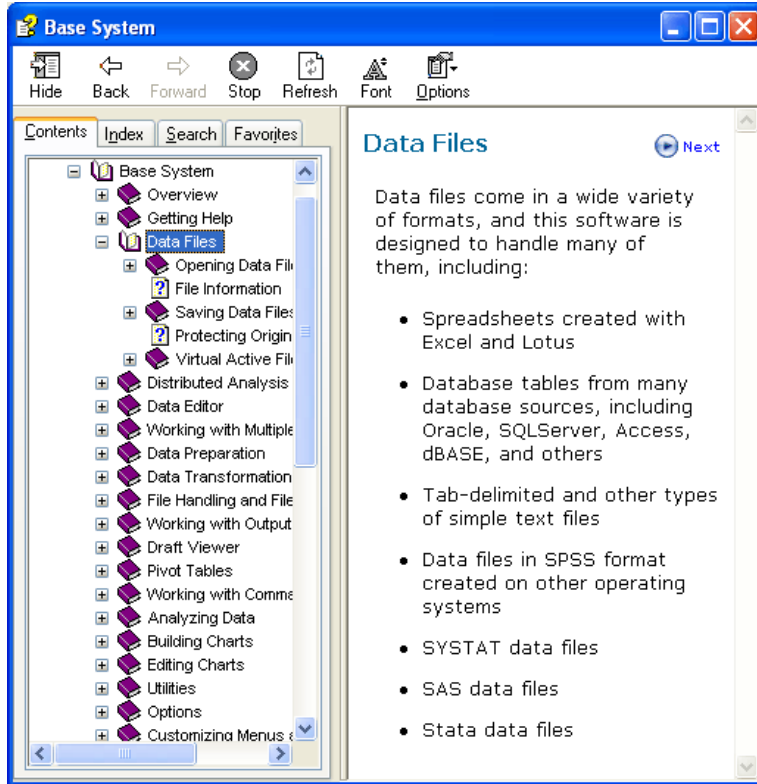 Base System
Hide Back Forward Stop Refresh Font Options
Contents Index Search Favorites
Base System
Overview
Getting Help
Data Files
Opening Data Fil
File Information
Saving Data Files
Protecting Origin
Virtual Active File
Distributed Analysis
Data Editor
Working with Multiple
Data Preparation
Data Transformation
File Handling and File
Working with Output
Draft Viewer
Pivot Tables
Working with Comma
Analyzing Data
Building Charts
Editing Charts
Utilities
Options
Customizing Menus a
Data Files
Next
Data files come in a wide variety
of formats, and this software is
designed to handle many of
them, including:
• Spreadsheets created with
Excel and Lotus
• Database tables from many
database sources, including
Oracle, SQLServer, Access,
dBASE, and others
• Tab-delimited and other types
of simple text files
• Data files in SPSS format
created on other operating
systems
• SYSTAT data files
• SAS data files
• Stata data files